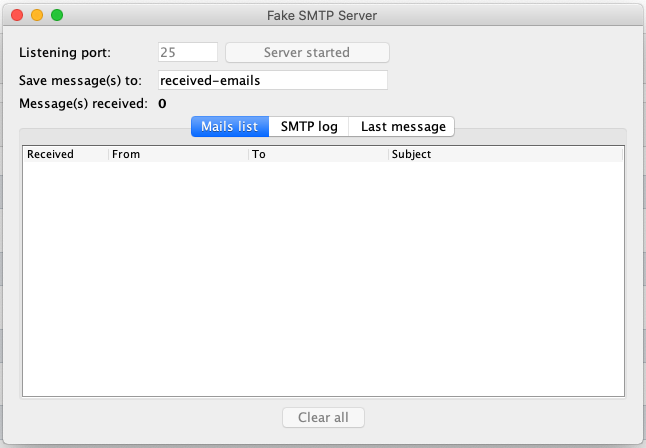 Fake SMTP Server
Listening port: 25 Server started
Save message(s) to: received-emails
Message(s) received: 0
Mails list SMTP log Last message
Received From To Subject
Clear all